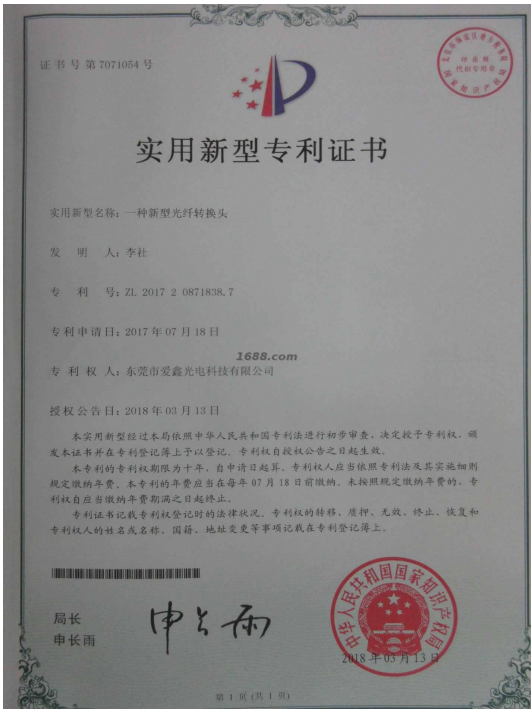 证书号第7071054号
实用新型专利证书
实用新型名称：一种新型光纤转换头
发 明 人：李社
专 利 号：ZL 2017 2 0871838.7
专利申请日：2017年07月18日
1688.com
专 利 权 人：东莞市爱鑫光电科技有限公司
授权公告日：2018年03月13日
本实用新型经过本局依照中华人民共和国专利法进行初步审查，决定授予专利权，颁
发本证书并在专利登记簿上予以登记。专利权自授权公告之日起生效。
本专利的专利权期限为十年，自申请日起算。专利权人应当依照专利法及其实施细则
规定缴纳年费。本专利的年费应当在每年07月18日前缴纳。未按照规定缴纳年费的，专
利权自应当缴纳年费期满之日起终止。
专利证书记载专利权登记时的法律状况。专利权的转移、质押、无效、终止、恢复和
专利权人的姓名或名称、国籍、地址变更等事项记载在专利登记簿上。
局长
申长雨
申长雨
中华人民共和国国家知识产权局
2018年03月13日
第 1 页 (共 1 页)